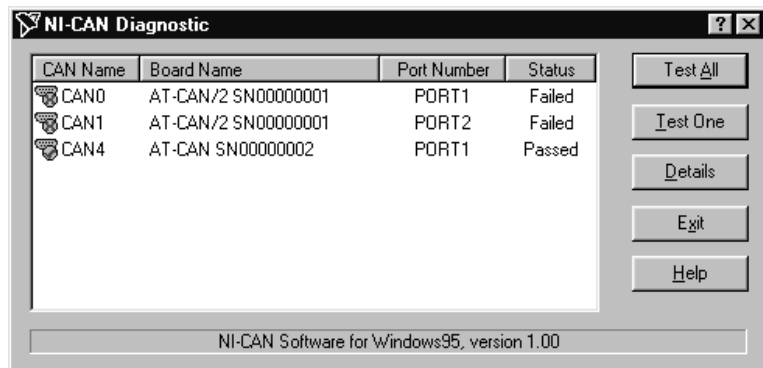 NI-CAN Diagnostic
CAN Name Board Name Port Number Status
CAN0 AT-CAN/2 SN00000001 PORT1 Failed
CAN1 AT-CAN/2 SN00000001 PORT2 Failed
CAN4 AT-CAN SN00000002 PORT1 Passed
Test All
Test One
Details
Exit
Help
NI-CAN Software for Windows95, version 1.00